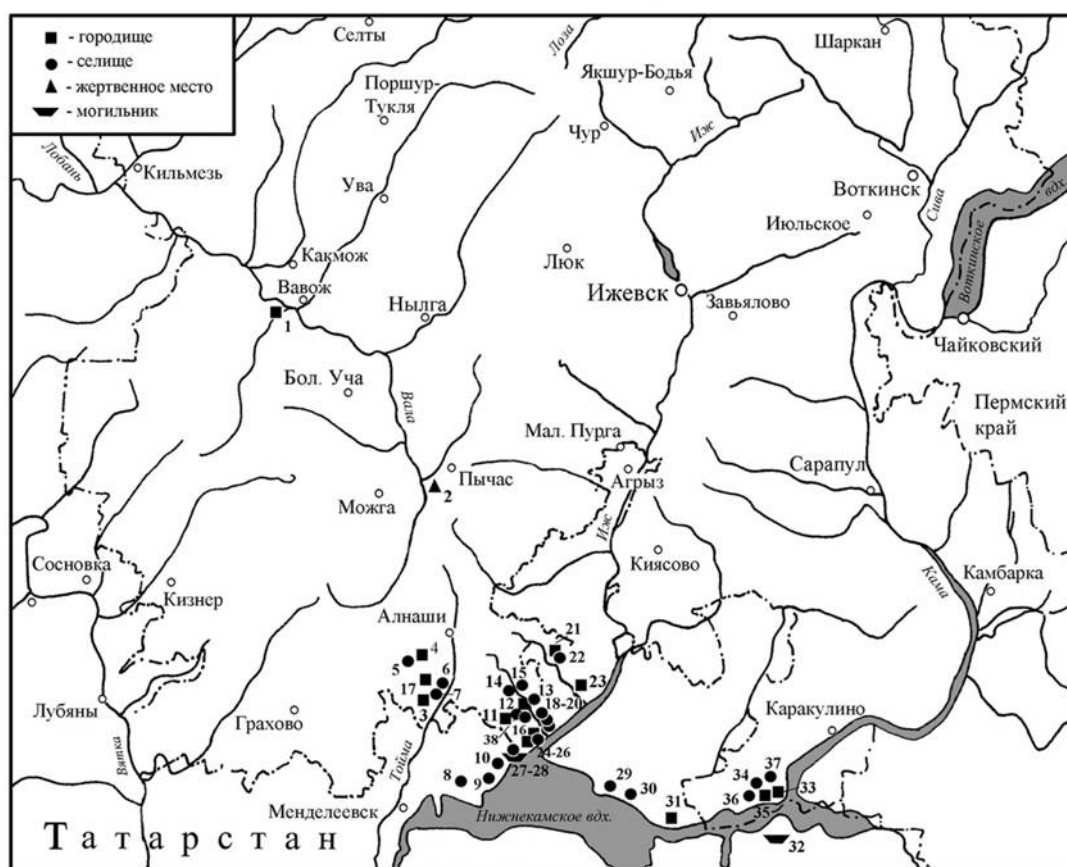 - городище
- селище
- жертвенное место
- могильник
Селты
Лоза
Шаркан
Якшур-Бодья
Поршур-
Тукля
Чур
Иж
Лобань
Кильмезь
Ува
Воткинск
вдх.
Июльское
Сива
Воткинское
Какмож
Люк
Вавож
Ижевск
Завьялово
Нылга
1
Чайковский
Бол. Уча
Вала
Пермский
край
Мал. Пурга
Сарапул
Пычас
Агрыз
2
Можга
Иж
Киясово
Сосновка
Кизнер
Кама
Камбарка
Алнаши
21
4
22
5
6
15
23
17
7
14
13
12
18-20
3
11
Лубяны
Грахово
Каракулино
16
38
24-26
Вятка
Тойма
10
27-28
8
9
29
30
34
37
36
33
35
31
Менделеевск
Нижнекамское вдх.
32
Татарстан